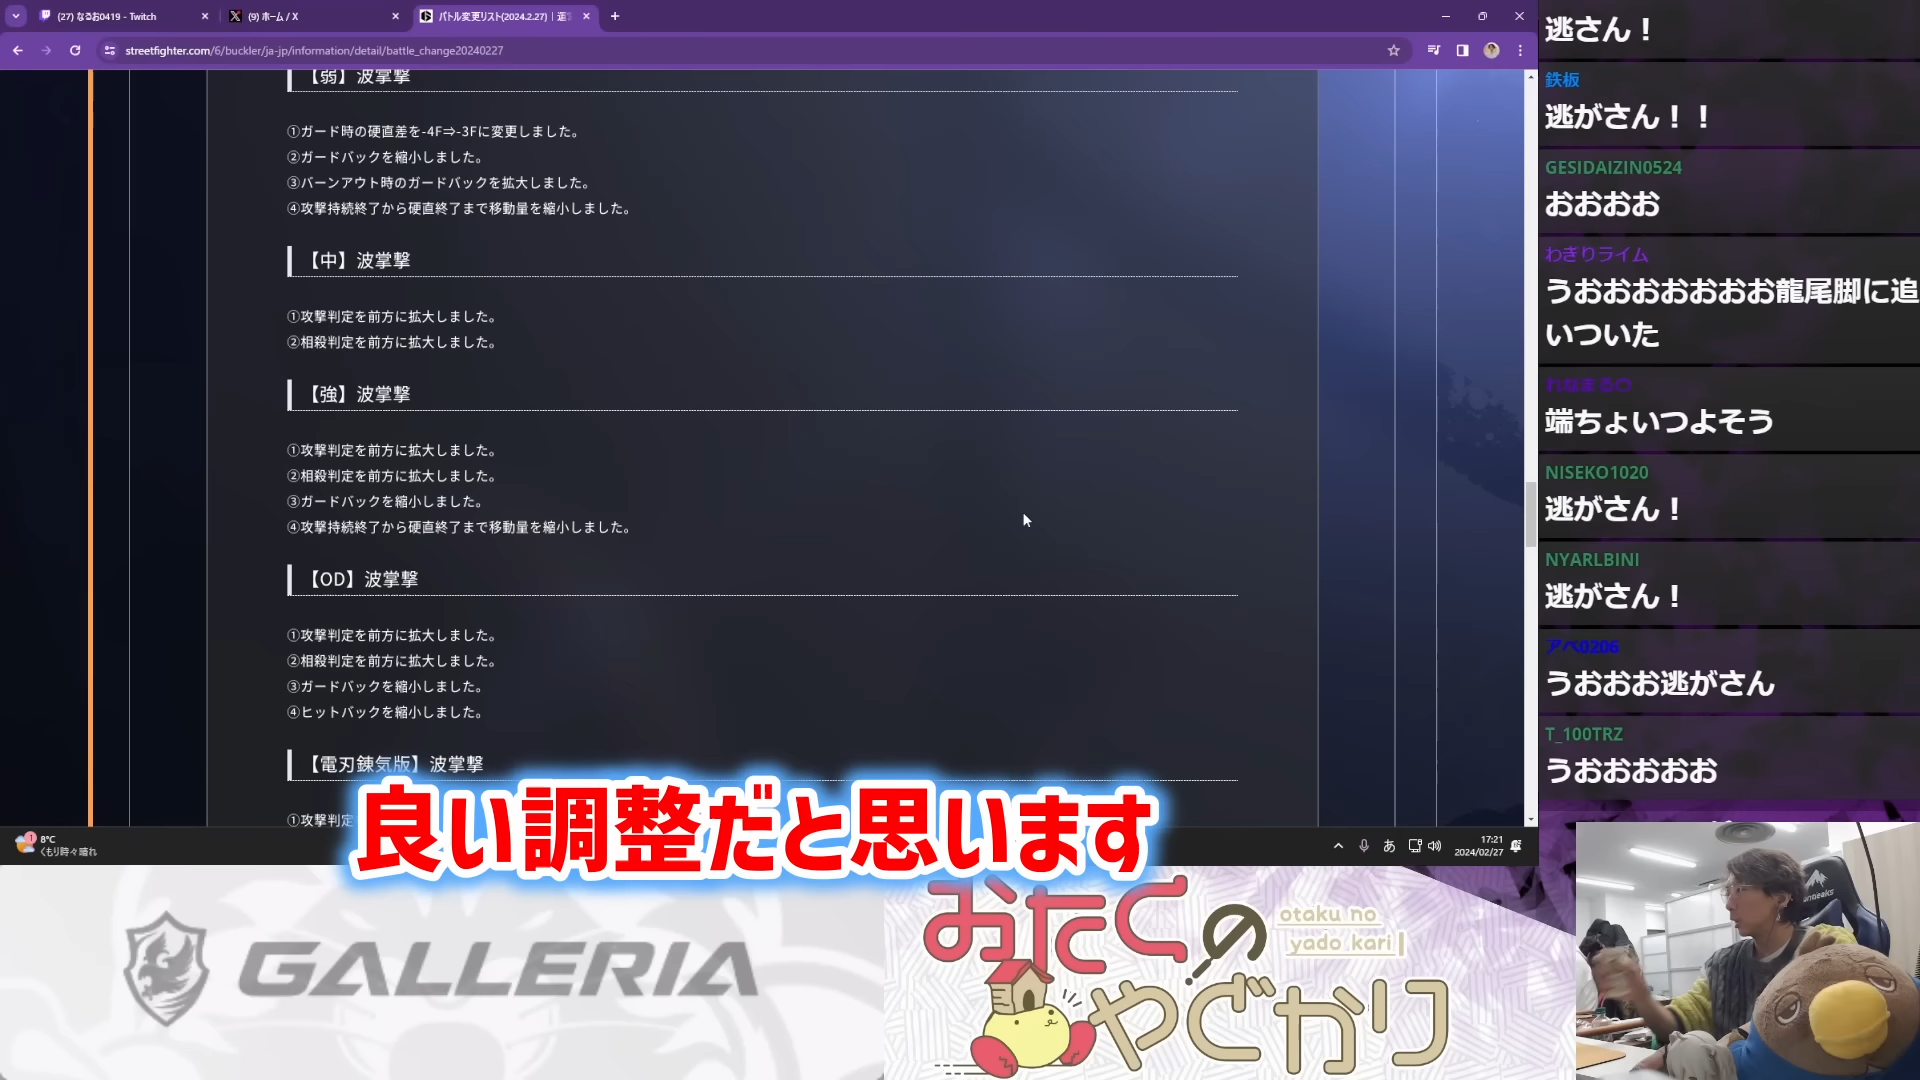 (27) なるお0419 - Twitch
(9) ホーム / X
バトル変更リスト(2024.2.27)
streetfighter.com/6/buckler/ja-jp/information/detail/battle_change20240227
【弱】波掌撃
①ガード時の硬直差を-4F⇒-3Fに変更しました。
②ガードバックを縮小しました。
③バーンアウト時のガードバックを拡大しました。
④攻撃持続終了から硬直終了まで移動量を縮小しました。
【中】波掌撃
①攻撃判定を前方に拡大しました。
②相殺判定を前方に拡大しました。
【強】波掌撃
①攻撃判定を前方に拡大しました。
②相殺判定を前方に拡大しました。
③ガードバックを縮小しました。
④攻撃持続終了から硬直終了まで移動量を縮小しました。
【OD】波掌撃
①攻撃判定を前方に拡大しました。
②相殺判定を前方に拡大しました。
③ガードバックを縮小しました。
④ヒットバックを縮小しました。
【電刃錬気版】波掌撃
①攻撃判定
良い調整だと思います
1
8°C
くもり時々晴れ
あ
17:21
2024/02/27
逃さん！
鉄板
逃がさん！！
GESIDAIZIN0524
おおおお
わぎりライム
うおおおおおおお龍尾脚に追
いついた
れなまる〇
端ちょいつよそう
NISEKO1020
逃がさん！
NYARLBINI
逃がさん！
アベ0206
うおおお逃がさん
T_100TRZ
うおおおおお
GALLERIA
おたくの
otaku no
yado kari
やどかり